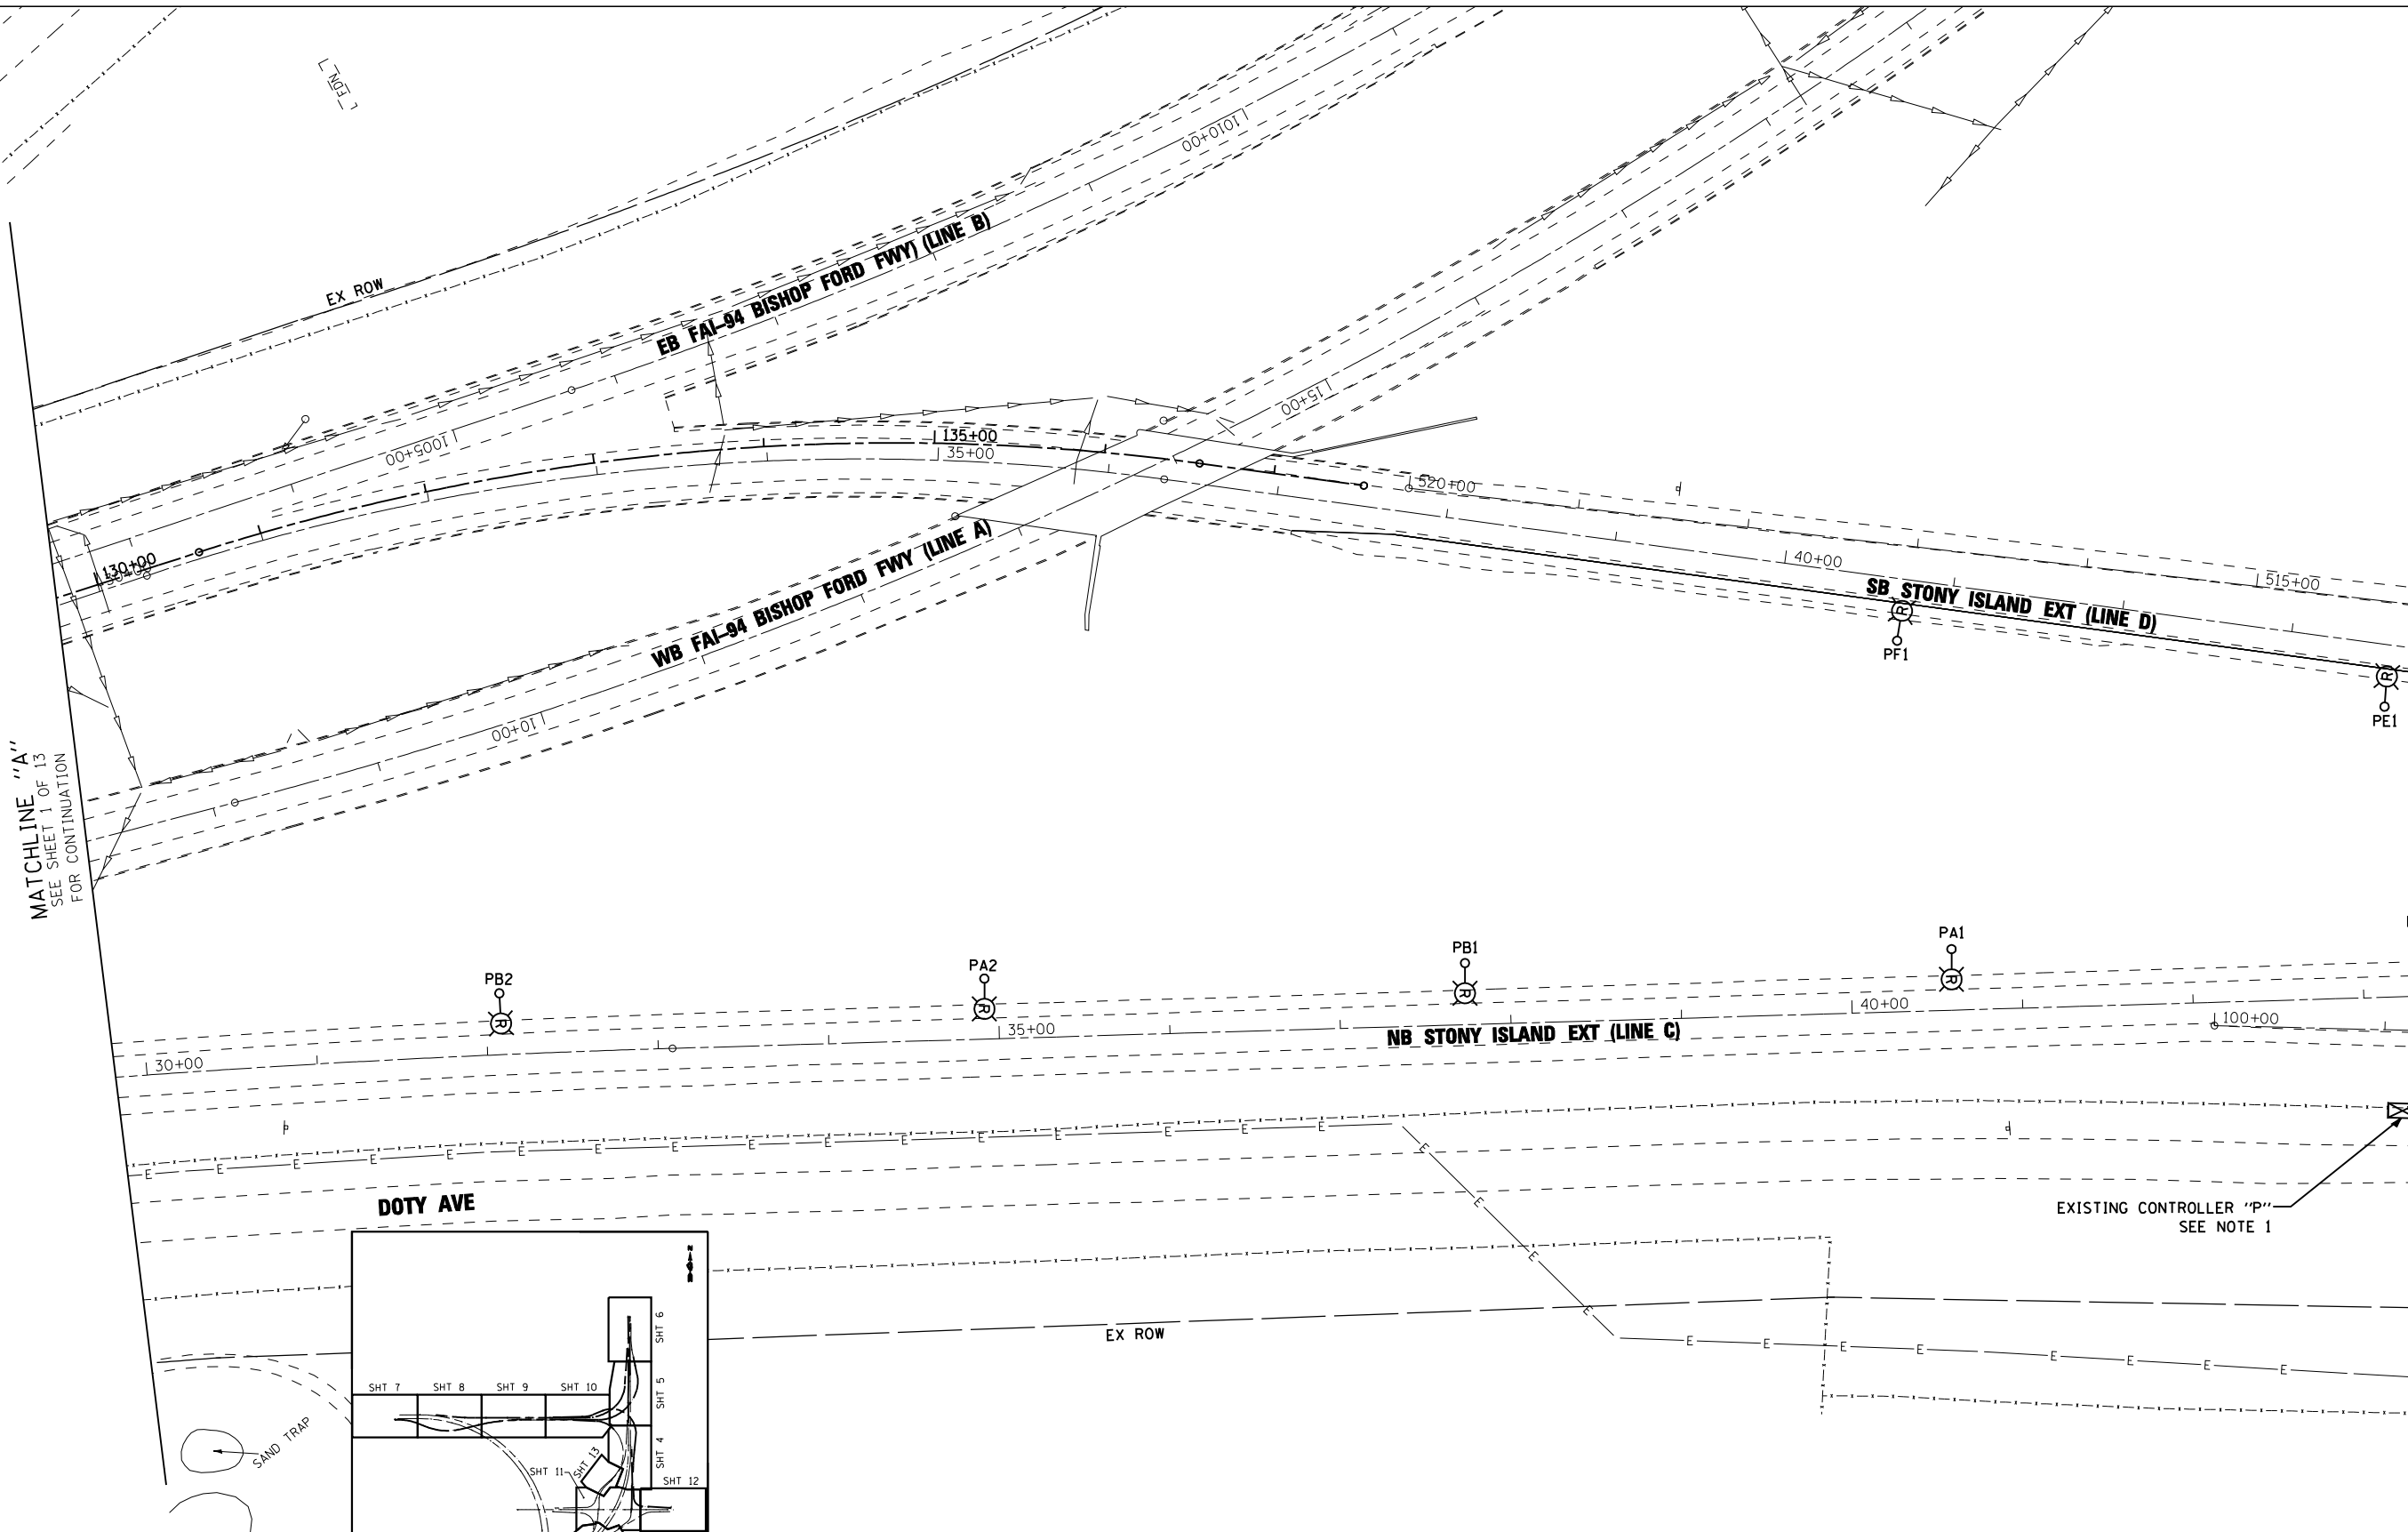 FDN
EX ROW
1010+00
EB FAI-94 BISHOP FORD FWY) (LINE B)
1005+00
15+00
135+00
35+00
520+00
130+00
40+00
515+00
SB STONY ISLAND EXT (LINE D)
WB FAI-94 BISHOP FORD FWY (LINE A)
PF1
R
PE1
R
10+00
MATCHLINE "A"
SEE SHEET 1 OF 13
FOR CONTINUATION
PB2
R
PA2
R
PB1
R
PA1
R
30+00
35+00
40+00
100+00
NB STONY ISLAND EXT (LINE C)
E E E E E E E E E E E E E E E E
E
E
E
E
DOTY AVE
EXISTING CONTROLLER "P"
SEE NOTE 1
EX ROW
E E E E E E E E
SAND TRAP
SHT 6
SHT 7 SHT 8 SHT 9 SHT 10
SHT 5
SHT 4
SHT 13
SHT 11
SHT 12